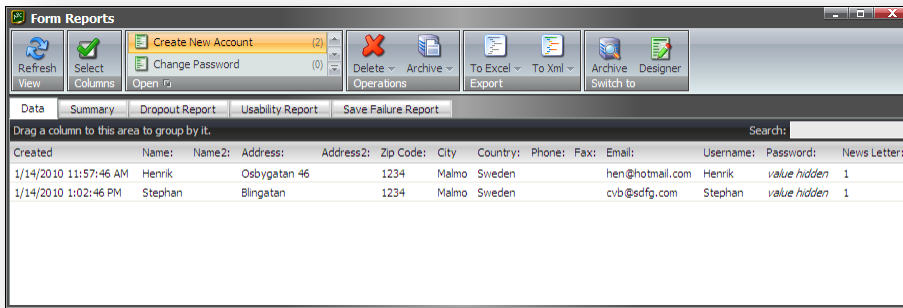 Form Reports
Refresh
View
Select
Columns
Create New Account (2)
Change Password (0)
Open
Delete Archive
Operations
To Excel To Xml
Export
Archive Designer
Switch to
Data Summary Dropout Report Usability Report Save Failure Report
Drag a column to this area to group by it. Search:
Created Name: Name2: Address: Address2: Zip Code: City Country: Phone: Fax: Email: Username: Password: News Letter:
1/14/2010 11:57:46 AM Henrik Osbygatan 46 1234 Malmo Sweden hen@hotmail.com Henrik value hidden 1
1/14/2010 1:02:46 PM Stephan Blingatan 1234 Malmo Sweden cvb@sdfg.com Stephan value hidden 1